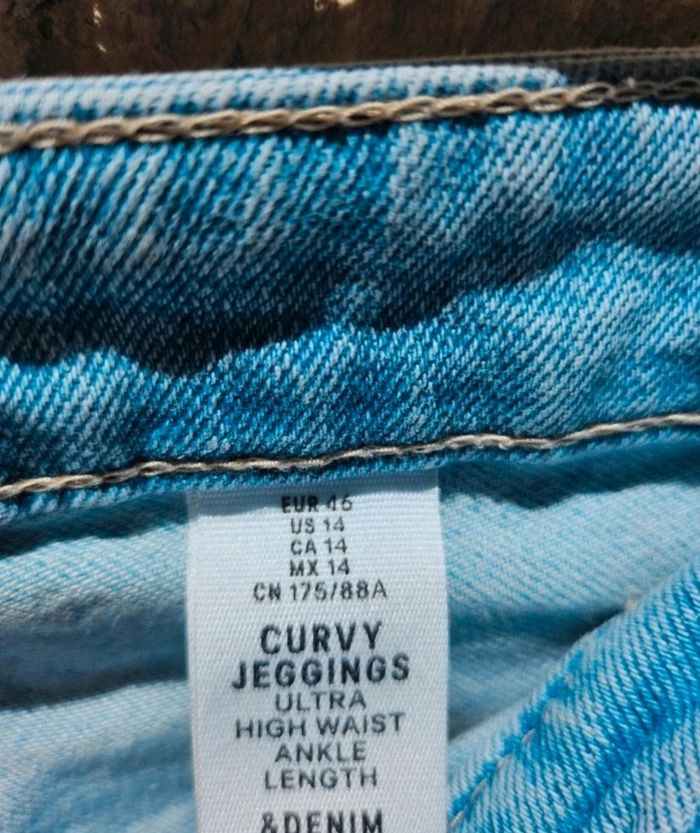 EUR 46
US 14
CA 14
MX 14
CN 175/88A
CURVY
JEGGINGS
ULTRA
HIGH WAIST
ANKLE
LENGTH
&DENIM